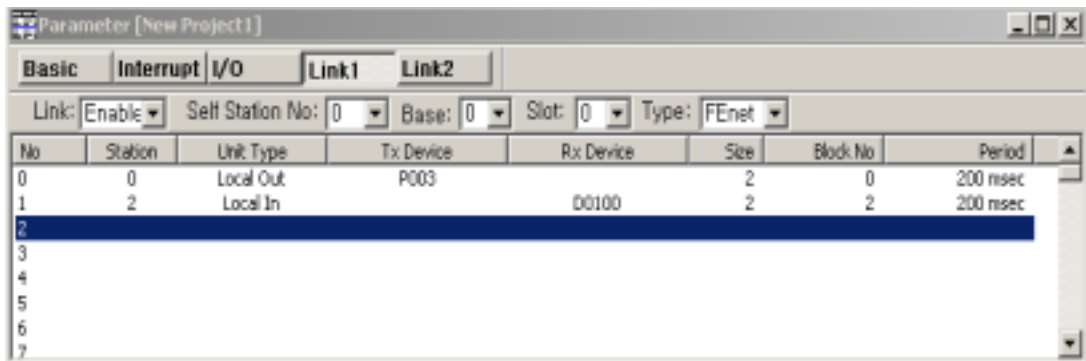 Parameter [New Project1]
Basic Interrupt I/O Link1 Link2
Link: Enable Self Station No: 0 Base: 0 Slot: 0 Type: FEnet
No Station Unit Type Tx Device Rx Device Size Block No Period
0 0 Local Out P003 2 0 200 msec
1 2 Local In D0100 2 2 200 msec
2
3
4
5
6
7